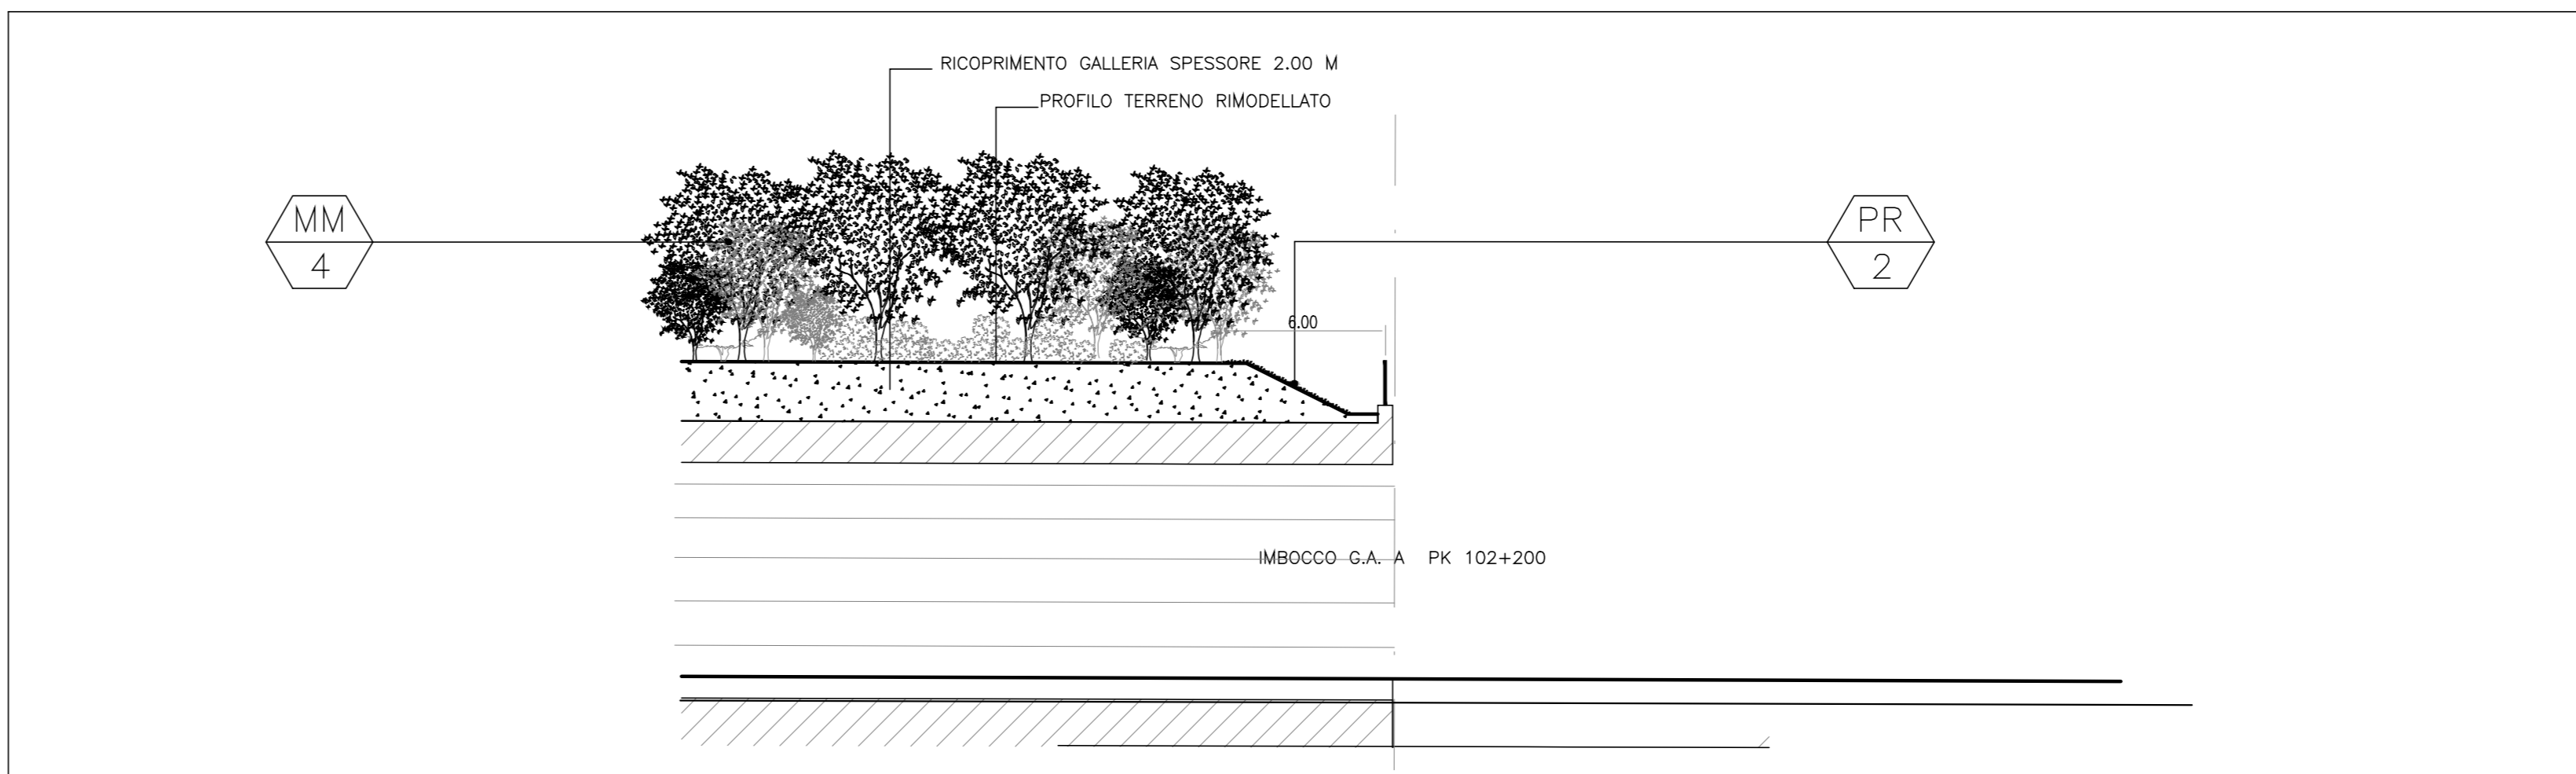 RICOPRIMENTO GALLERIA SPESSORE 2.00 M
PROFILO TERRENO RIMODELLATO
MM
4
PR
2
6.00
IMBOCCO G.A. A PK 102+200